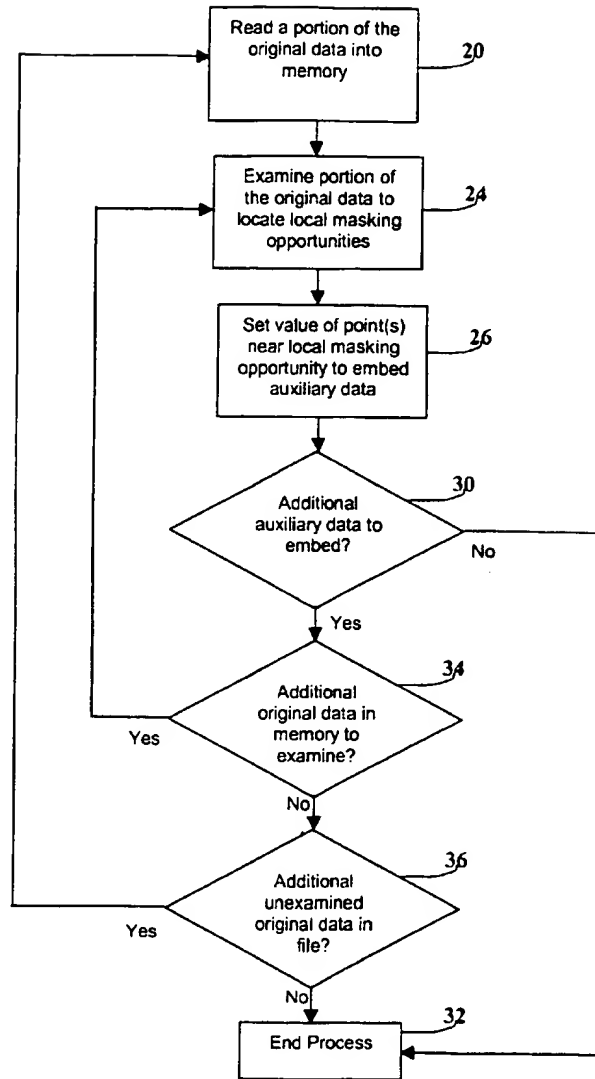 Read a portion of the
original data into
memory
20
Examine portion of
the original data to
locate local masking
opportunities
24
Set value of point(s)
near local masking
opportunity to embed
auxiliary data
26
30
Additional
auxiliary data to
embed?
No
Yes
34
Additional
original data in
memory to
examine?
Yes
No
36
Additional
unexamined
original data in
file?
Yes
No
32
End Process